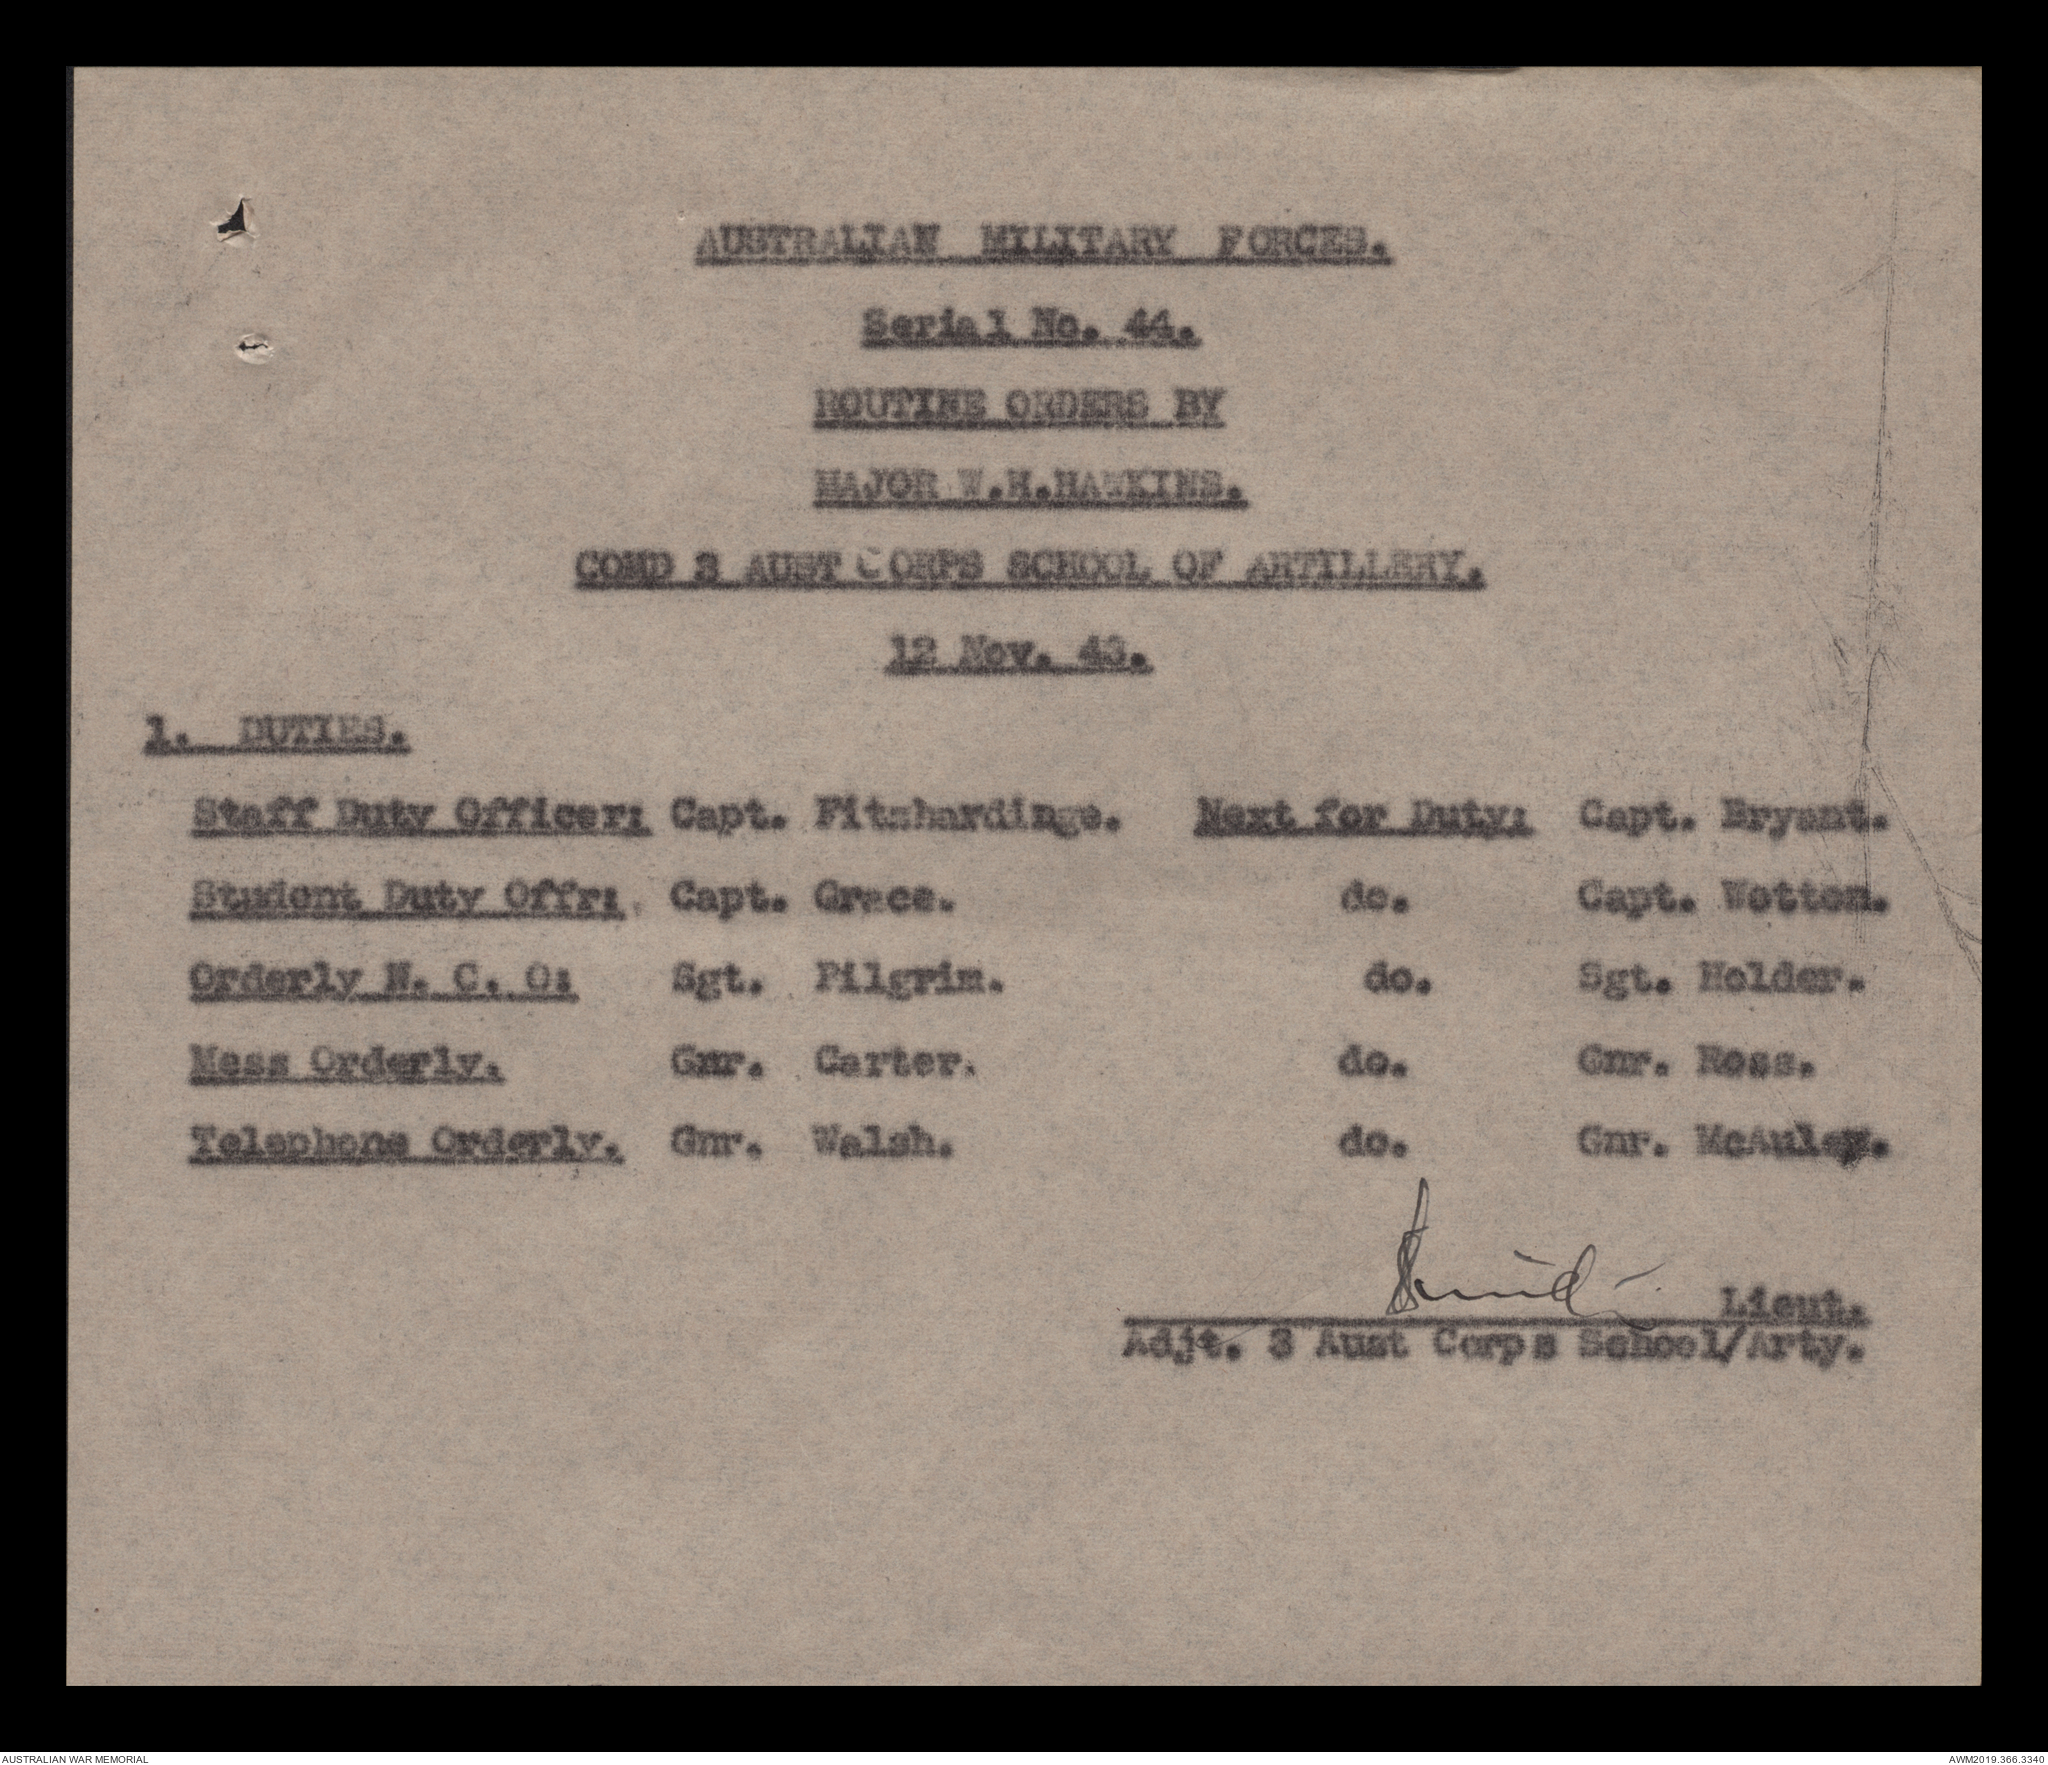 AUSTRALIAN MILITARY FORCES.
Serial No. 44.
ROUTINE ORDERS BY
MAJOR W.H.HAWKINS.
COMD 3 AUST CORPS SCHOOL OF ARTILLERY.
12 Nov. 43.
1. DUTIES.
Staff Duty Officer: Capt. Fitzhardinge. Next for Duty: Capt. Bryant.
Student Duty Offr: Capt. Grace. do. Capt. Wotton.
Orderly N. C. O: Sgt. Pilgrim. do. Sgt. Holder.
Mess Orderly. Gnr. Carter. do. Gnr. Ross.
Telephone Orderly. Gnr. Walsh. do. Gnr. McAuley.
Lieut.
Adjt. 3 Aust Corps School/Arty.
AUSTRALIAN WAR MEMORIAL
AWM2019.366.3340